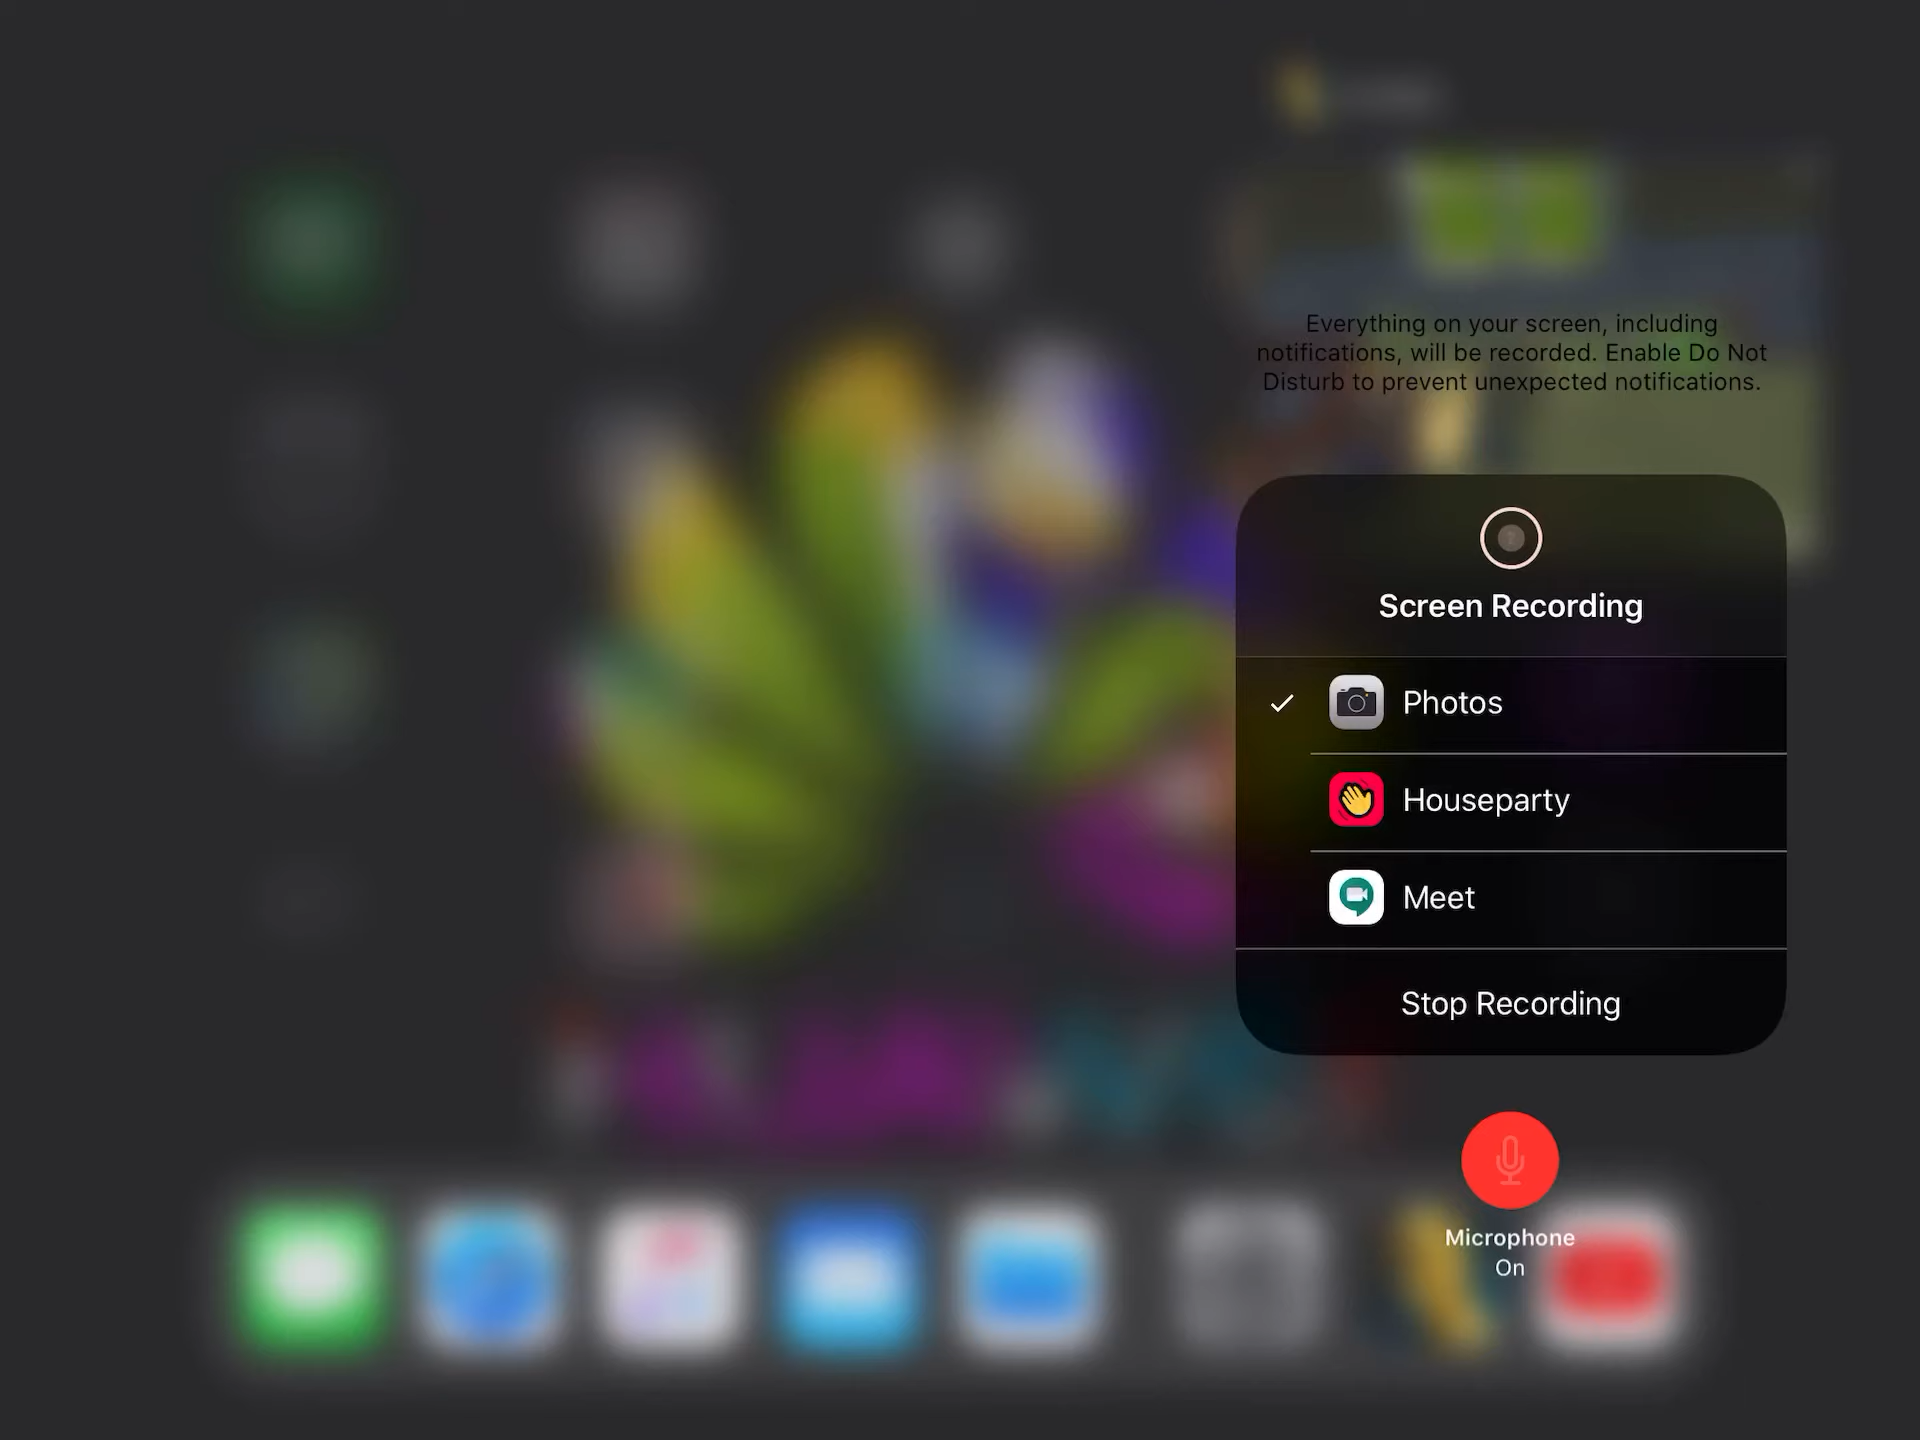 Everything on your screen, including
notifications, will be recorded. Enable Do Not
Disturb to prevent unexpected notifications.
Screen Recording
Photos
Houseparty
Meet
Stop Recording
Microphone
On